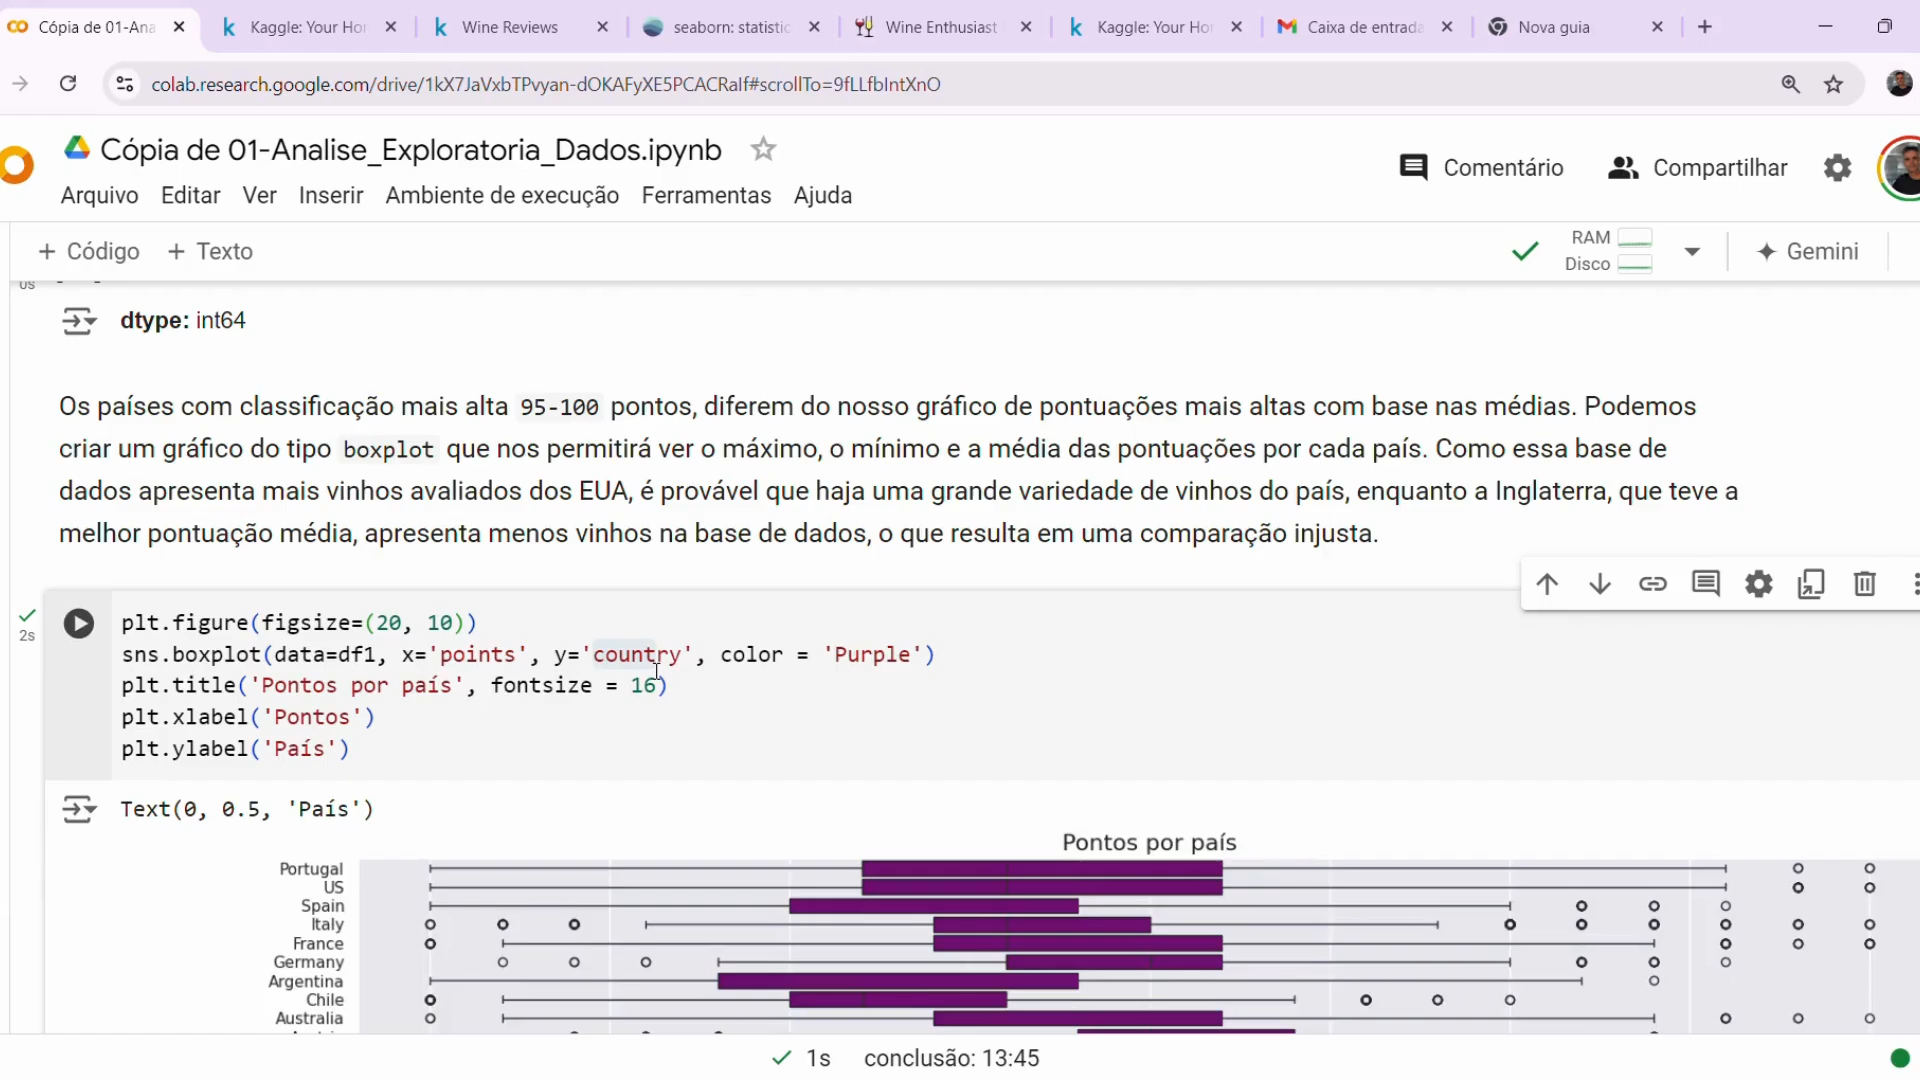 Cópia de 01-Ana
Kaggle: Your Ho
Wine Reviews
seaborn: statistic
Wine Enthusiast
Kaggle: Your Ho
Caixa de entrada
Nova guia
colab.research.google.com/drive/1kX7JaVxbTPvyan-dOKAFyXE5PCACRaIf#scrollTo=9fLLfbIntXnO
Cópia de 01-Analise_Exploratoria_Dados.ipynb
Comentário
Compartilhar
Arquivo Editar Ver Inserir Ambiente de execução Ferramentas Ajuda
+ Código + Texto
RAM
Disco
Gemini
0s
dtype: int64
Os países com classificação mais alta 95-100 pontos, diferem do nosso gráfico de pontuações mais altas com base nas médias. Podemos
criar um gráfico do tipo boxplot que nos permitirá ver o máximo, o mínimo e a média das pontuações por cada país. Como essa base de
dados apresenta mais vinhos avaliados dos EUA, é provável que haja uma grande variedade de vinhos do país, enquanto a Inglaterra, que teve a
melhor pontuação média, apresenta menos vinhos na base de dados, o que resulta em uma comparação injusta.
2s
plt.figure(figsize=(20, 10))
sns.boxplot(data=df1, x='points', y='country', color = 'Purple')
plt.title('Pontos por país', fontsize = 16)
plt.xlabel('Pontos')
plt.ylabel('País')
Text(0, 0.5, 'País')
Pontos por país
Portugal
US
Spain
Italy
France
Germany
Argentina
Chile
Australia
1s conclusão: 13:45